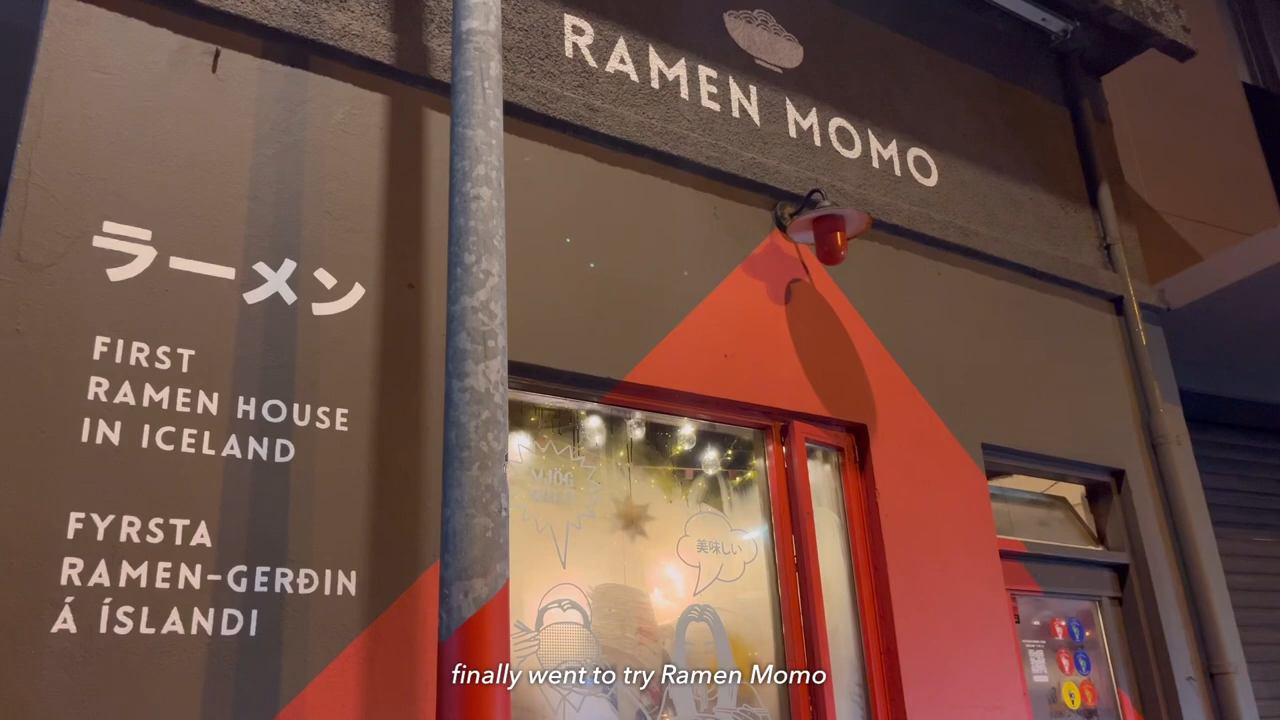 RAMEN MOMO
ラーメン
FIRST
RAMEN HOUSE
IN ICELAND
FYRSTA
RAMEN-GERÐIN
Á ÍSLANDI
MJÖG
美味しい
finally went to try Ramen Momo